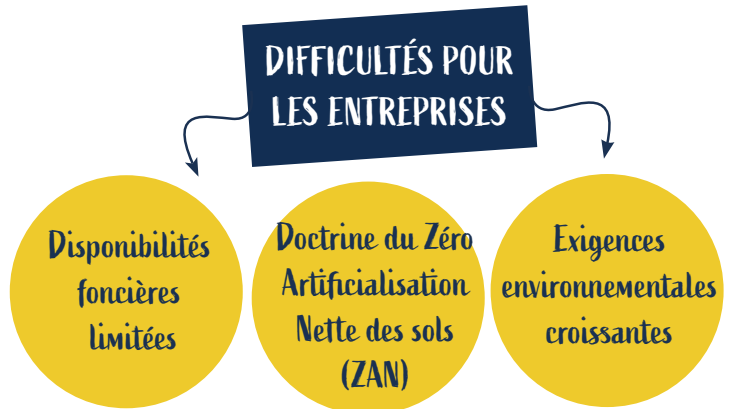 DIFFICULTÉS POUR
LES ENTREPRISES
Disponibilités
foncières
limitées
Doctrine du Zéro
Artificialisation
Nette des sols
(ZAN)
Exigences
environnementales
croissantes